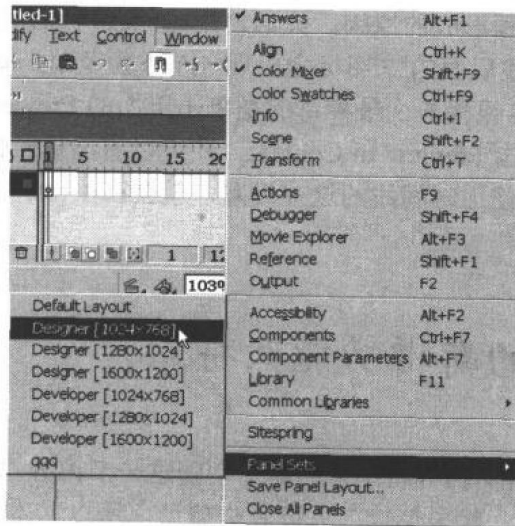 tled-1]
dify Text Control Window
5 10 15 20
1 12
103%
Answers Alt+F1
Align Ctrl+K
Color Mixer Shift+F9
Color Swatches Ctrl+F9
Info Ctrl+I
Scene Shift+F2
Transform Ctrl+T
Actions F9
Debugger Shift+F4
Movie Explorer Alt+F3
Reference Shift+F1
Output F2
Accessibility Alt+F2
Components Ctrl+F7
Component Parameters Alt+F7
Library F11
Common Libraries
Sitespring
Panel Sets
Save Panel Layout...
Close All Panels
Default Layout
Designer [1024x768]
Designer [1280x1024]
Designer [1600x1200]
Developer [1024x768]
Developer [1280x1024]
Developer [1600x1200]
qqq